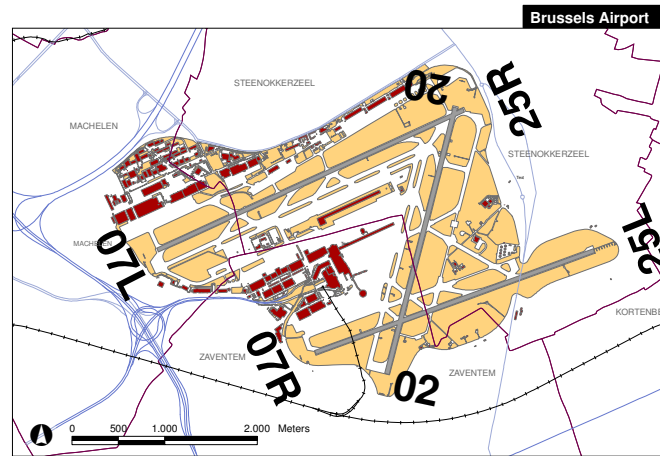 Brussels Airport
STEENOKKERZEEL
20
25R
MACHELEN
STEENOKKERZEEL
MACHELEN
07L
25L
KORTENBE
ZAVENTEM
07R
02
ZAVENTEM
0 500 1.000 2.000 Meters